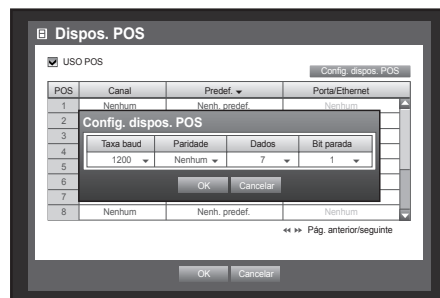 Dispos. POS
USO POS
Config. dispos. POS
POS Canal Predef. Porta/Ethernet
1 Nenhum Nenh. predef. Nenhum
2
3
4
5
6
7
8 Nenhum Nenh. predef. Nenhum
Config. dispos. POS
Taxa baud Paridade Dados Bit parada
1200 Nenhum 7 1
OK Cancelar
Pág. anterior/seguinte
OK Cancelar